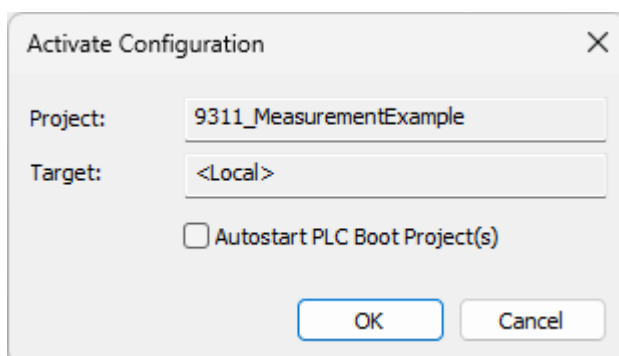 Activate Configuration
Project: 9311_MeasurementExample
Target: <Local>
Autostart PLC Boot Project(s)
OK Cancel